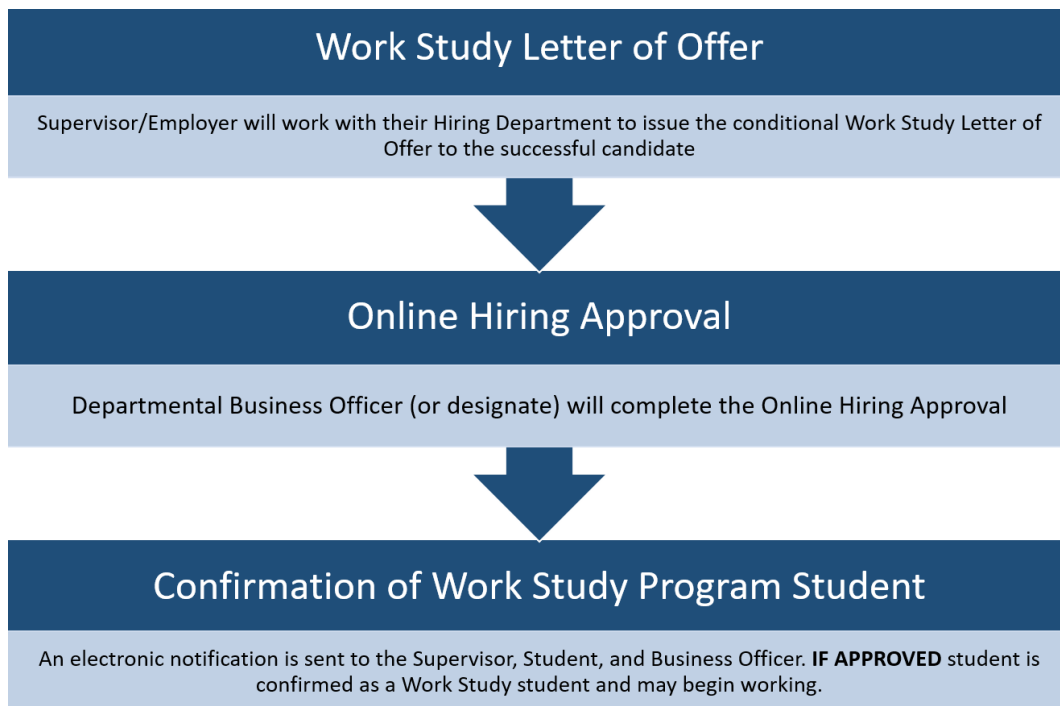 Work Study Letter of Offer
Supervisor/Employer will work with their Hiring Department to issue the conditional Work Study Letter of
Offer to the successful candidate
Online Hiring Approval
Departmental Business Officer (or designate) will complete the Online Hiring Approval
Confirmation of Work Study Program Student
An electronic notification is sent to the Supervisor, Student, and Business Officer. IF APPROVED student is
confirmed as a Work Study student and may begin working.